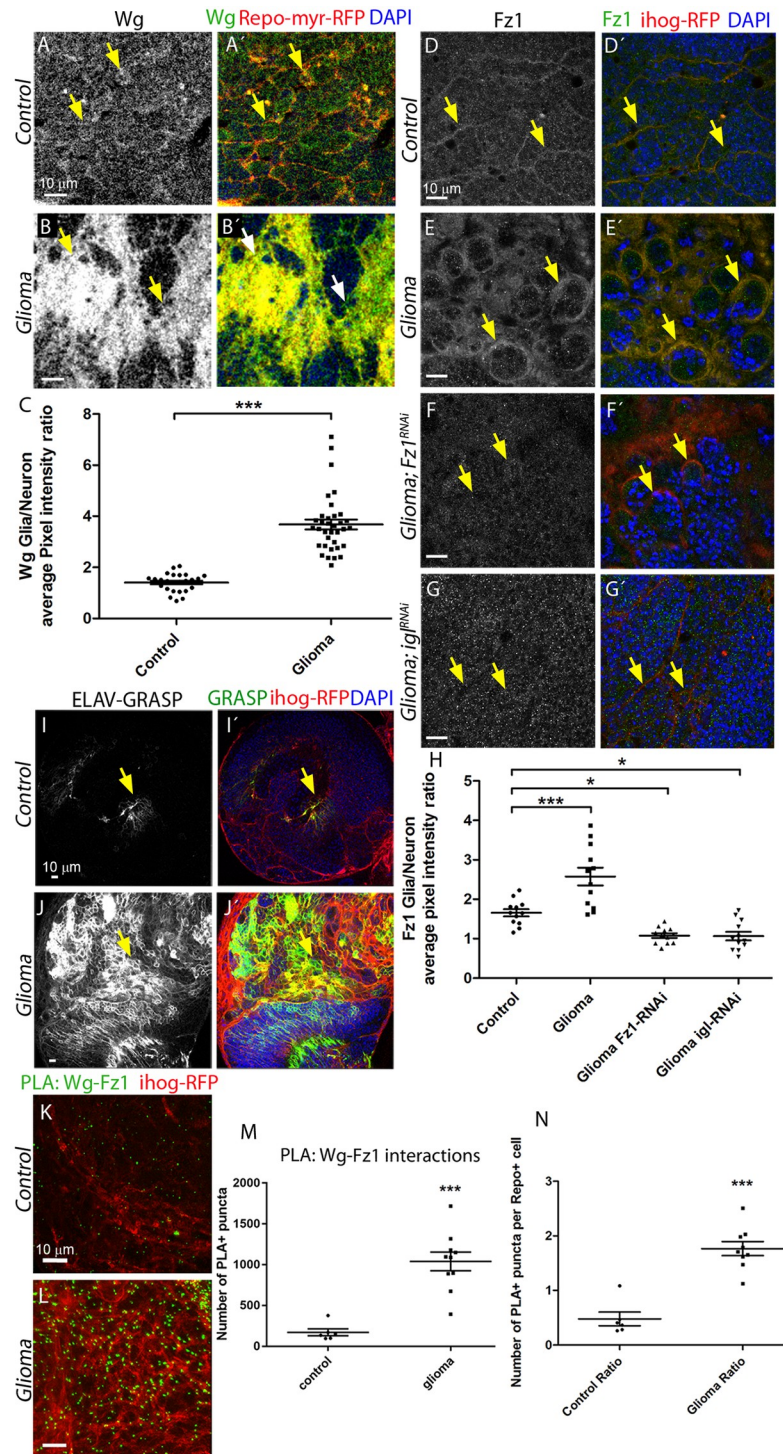 Wg
Wg Repo-myr-RFP DAPI
A
A´
Control
10 µm
B
B´
Glioma
C
***
Wg Glia/Neuron
average Pixel intensity ratio
8
6
4
2
0
Control
Glioma
Fz1
Fz1 ihog-RFP DAPI
D
D´
Control
10 µm
E
E´
Glioma
F
F´
Glioma; Fz1RNAi
G
G´
Glioma; iglRNAi
H
*
*
***
Fz1 Glia/Neuron
average pixel intensity ratio
5
4
3
2
1
0
Control
Glioma
Glioma Fz1-RNAi
Glioma igl-RNAi
ELAV-GRASP
GRASP ihog-RFP DAPI
I
I´
Control
10 µm
J
J´
Glioma
PLA: Wg-Fz1 ihog-RFP
K
Control
10 µm
L
Glioma
M
PLA: Wg-Fz1 interactions
***
Number of PLA+ puncta
2000
1500
1000
500
0
control
glioma
N
***
Number of PLA+ puncta per Repo+ cell
3
2
1
0
Control Ratio
Glioma Ratio